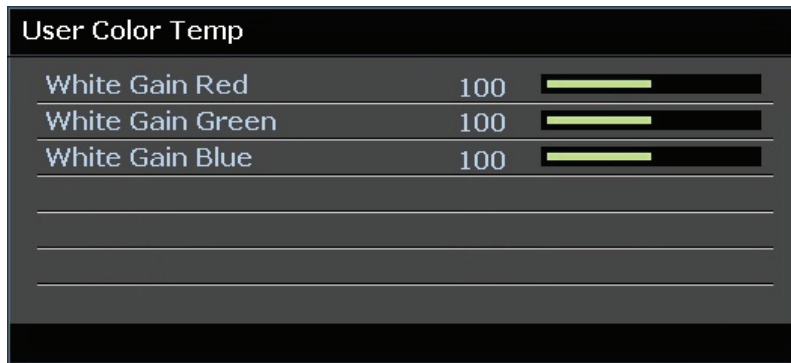 User Color Temp
White Gain Red 100
White Gain Green 100
White Gain Blue 100